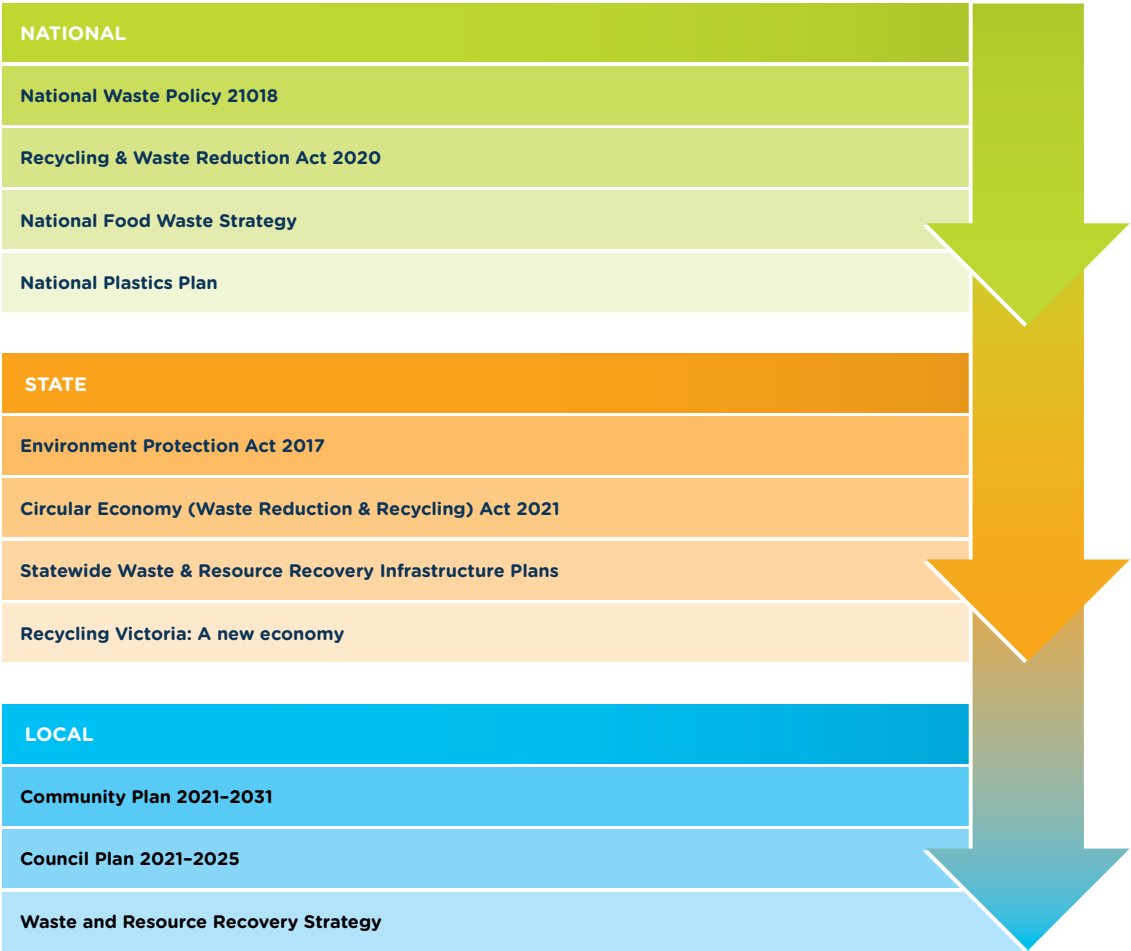 NATIONAL
National Waste Policy 21018
Recycling & Waste Reduction Act 2020
National Food Waste Strategy
National Plastics Plan
STATE
Environment Protection Act 2017
Circular Economy (Waste Reduction & Recycling) Act 2021
Statewide Waste & Resource Recovery Infrastructure Plans
Recycling Victoria: A new economy
LOCAL
Community Plan 2021–2031
Council Plan 2021–2025
Waste and Resource Recovery Strategy